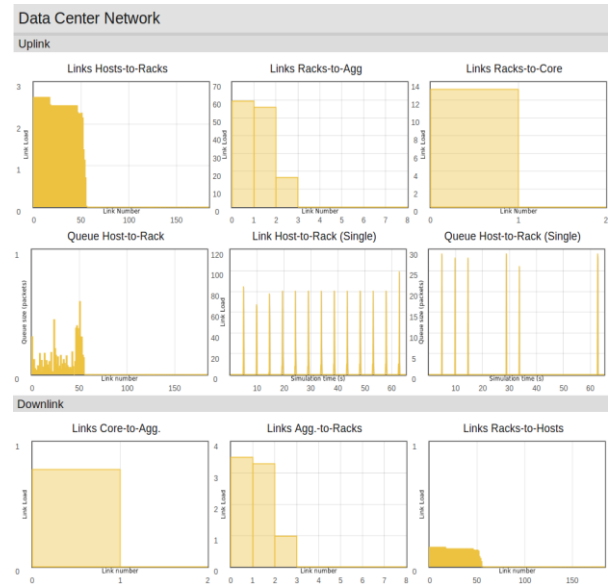 Data Center Network
Uplink
Links Hosts-to-Racks
3
2
1
0
Link Load
0 50 100 150
Link Number
Links Racks-to-Agg
70
60
50
40
30
20
10
0
Link Load
0 1 2 3 4 5 6 7 8
Link Number
Links Racks-to-Core
14
12
10
8
6
4
2
0
Link Load
0 1 2
Link Number
Queue Host-to-Rack
1
0
Queue size (packets)
0 50 100 150
Link number
Link Host-to-Rack (Single)
120
100
80
60
40
20
0
Link Load
10 20 30 40 50 60
Simulation time (s)
Queue Host-to-Rack (Single)
30
25
20
15
10
5
0
Queue size (packets)
10 20 30 40 50 60
Simulation time (s)
Downlink
Links Core-to-Agg.
1
0
Link Load
0 1 2
Link number
Links Agg.-to-Racks
4
3
2
1
0
Link Load
0 1 2 3 4 5 6 7 8
Link number
Links Racks-to-Hosts
1
0
Link Load
0 50 100 150
Link number